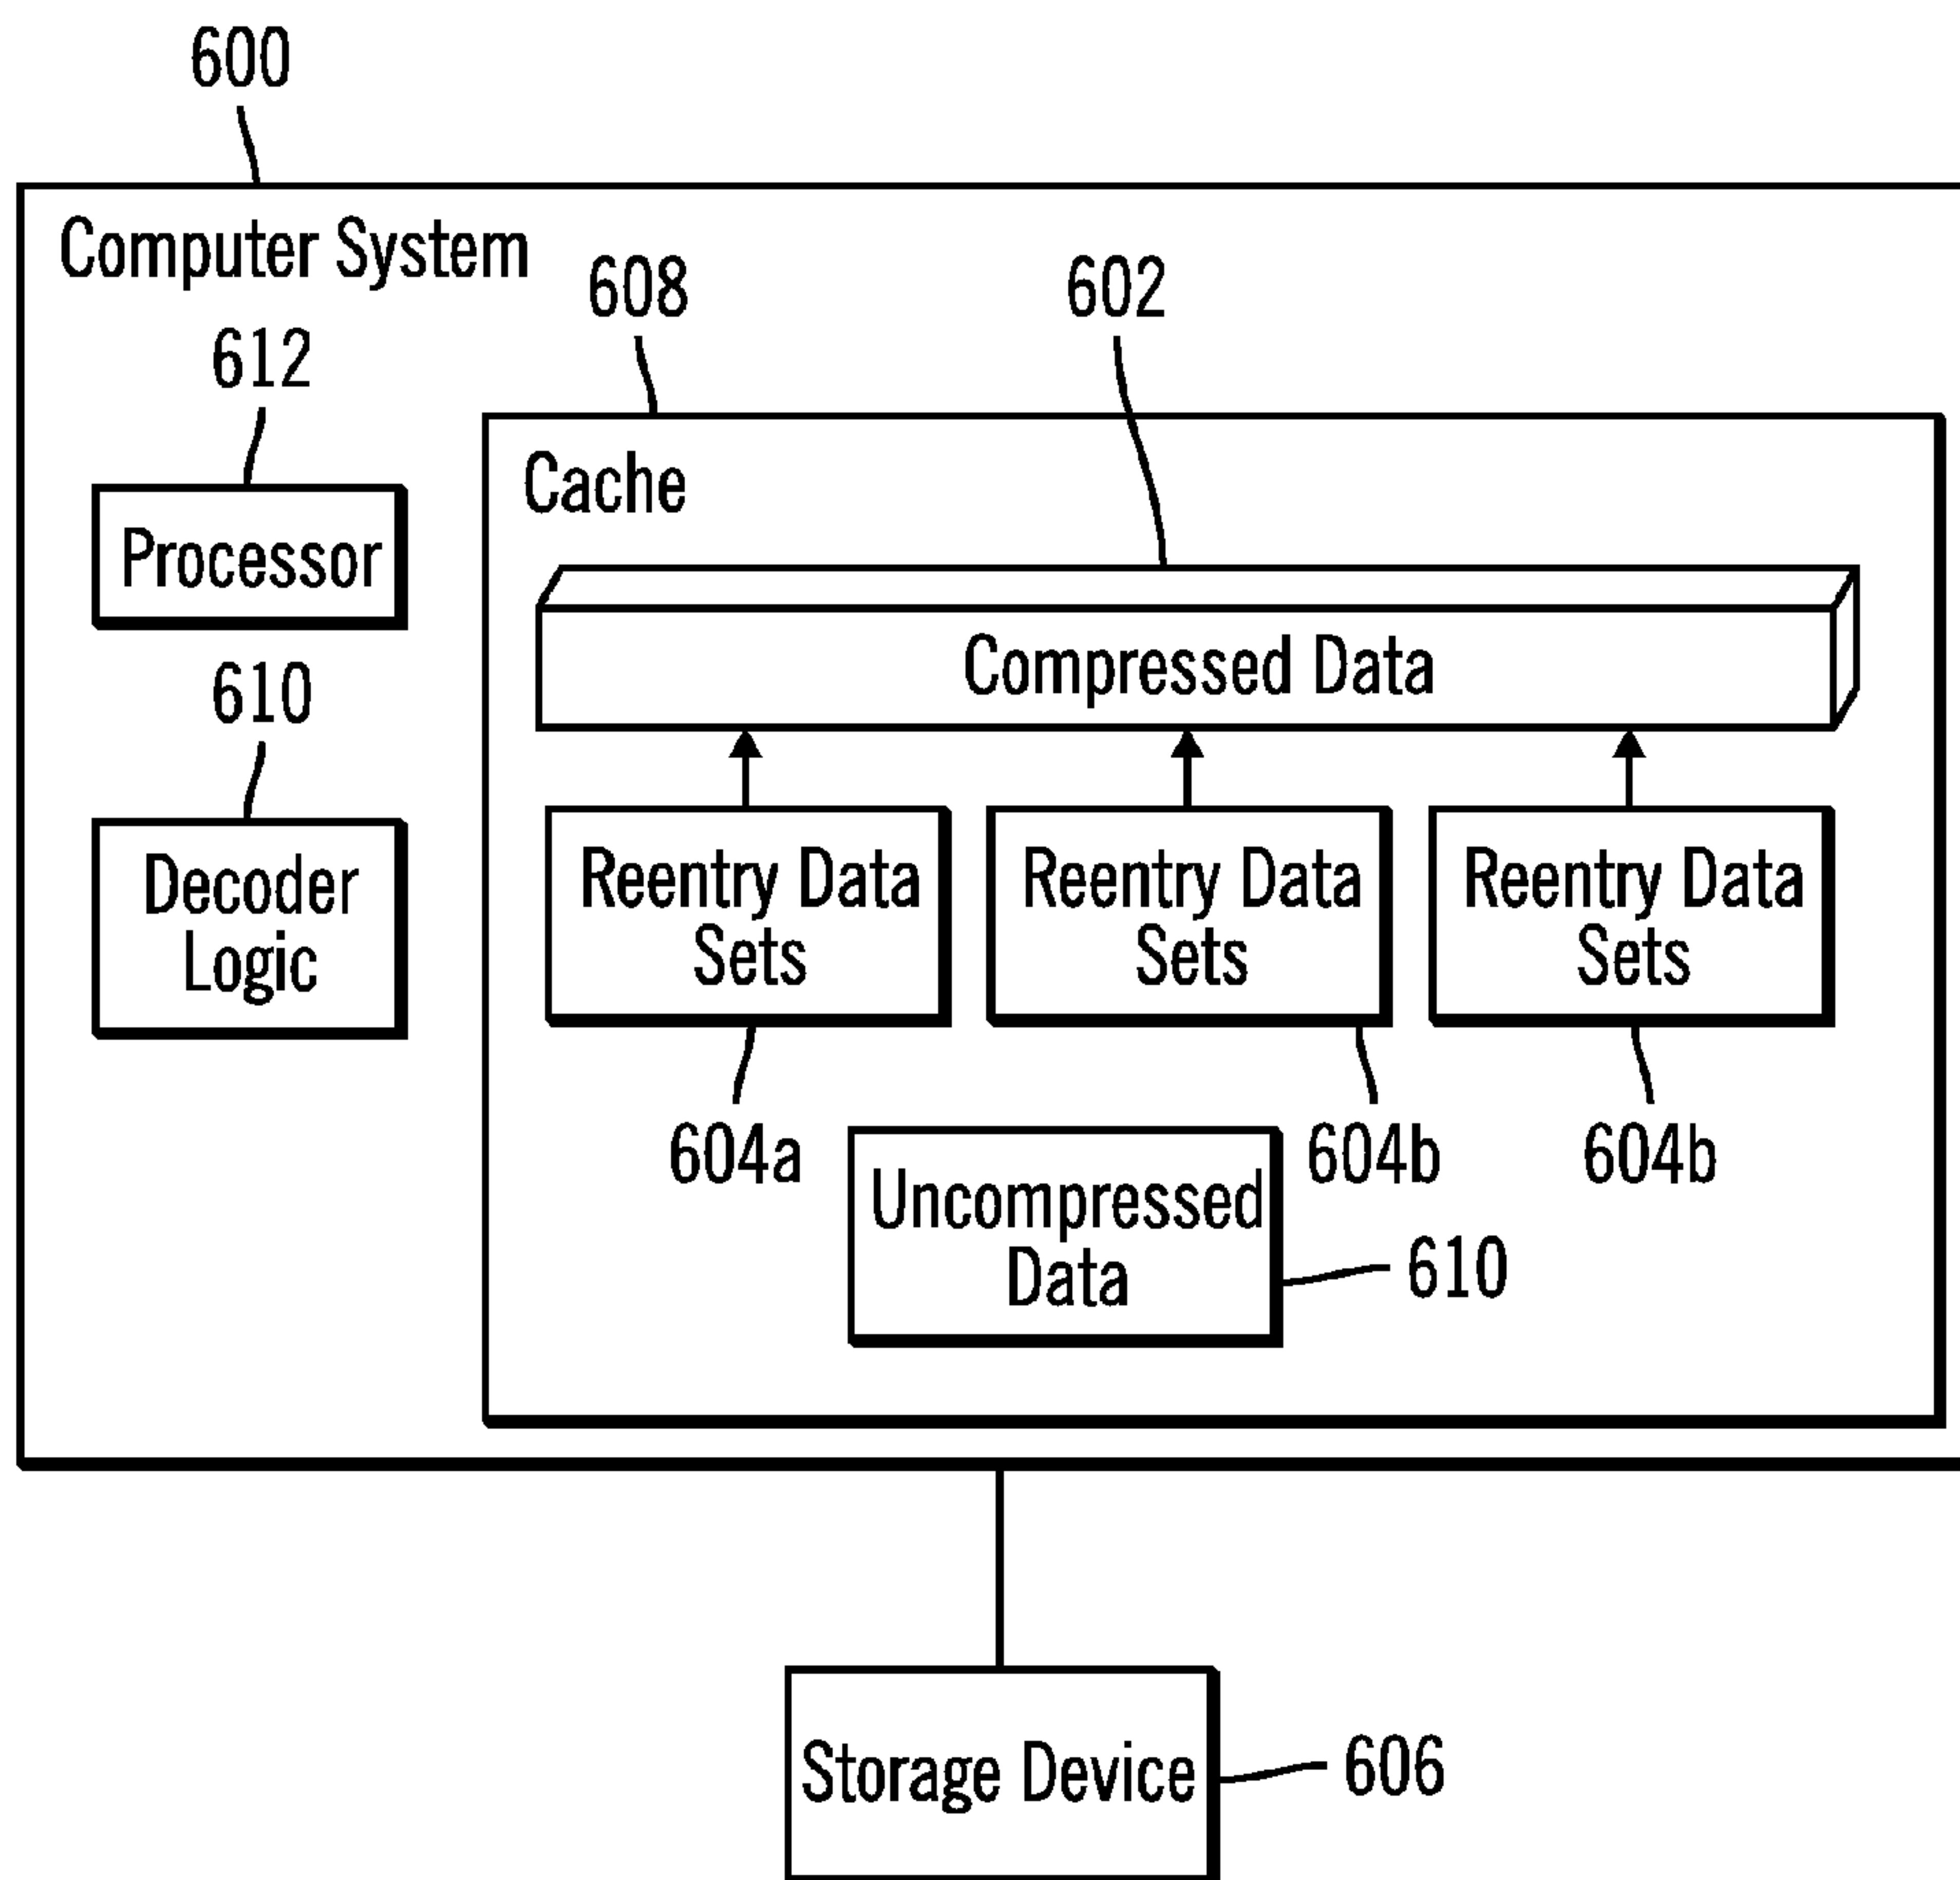 600
Computer System
608
602
612
Cache
Processor
Compressed Data
610
Decoder
Logic
Reentry Data
Sets
Reentry Data
Sets
Reentry Data
Sets
604a
604b
604b
Uncompressed
Data
610
Storage Device
606